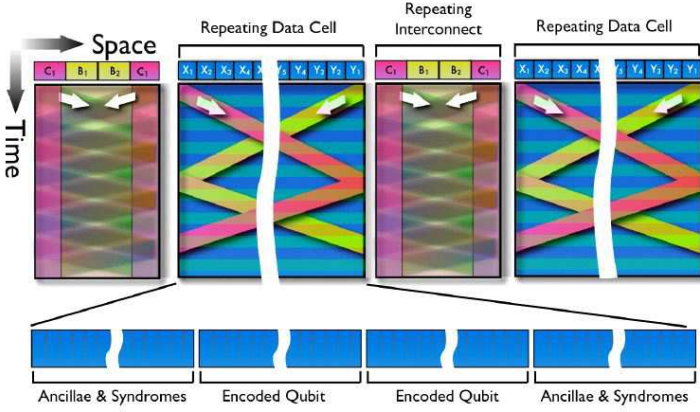 Repeating Data Cell
Repeating
Interconnect
Repeating Data Cell
Space
Time
C1 B1 B2 C1
X1 X2 X3 X4 Y5 Y4 Y3 Y2 Y1
C1 B1 B2 C1
X1 X2 X3 X4 Y5 Y4 Y3 Y2 Y1
Ancillae & Syndromes
Encoded Qubit
Encoded Qubit
Ancillae & Syndromes